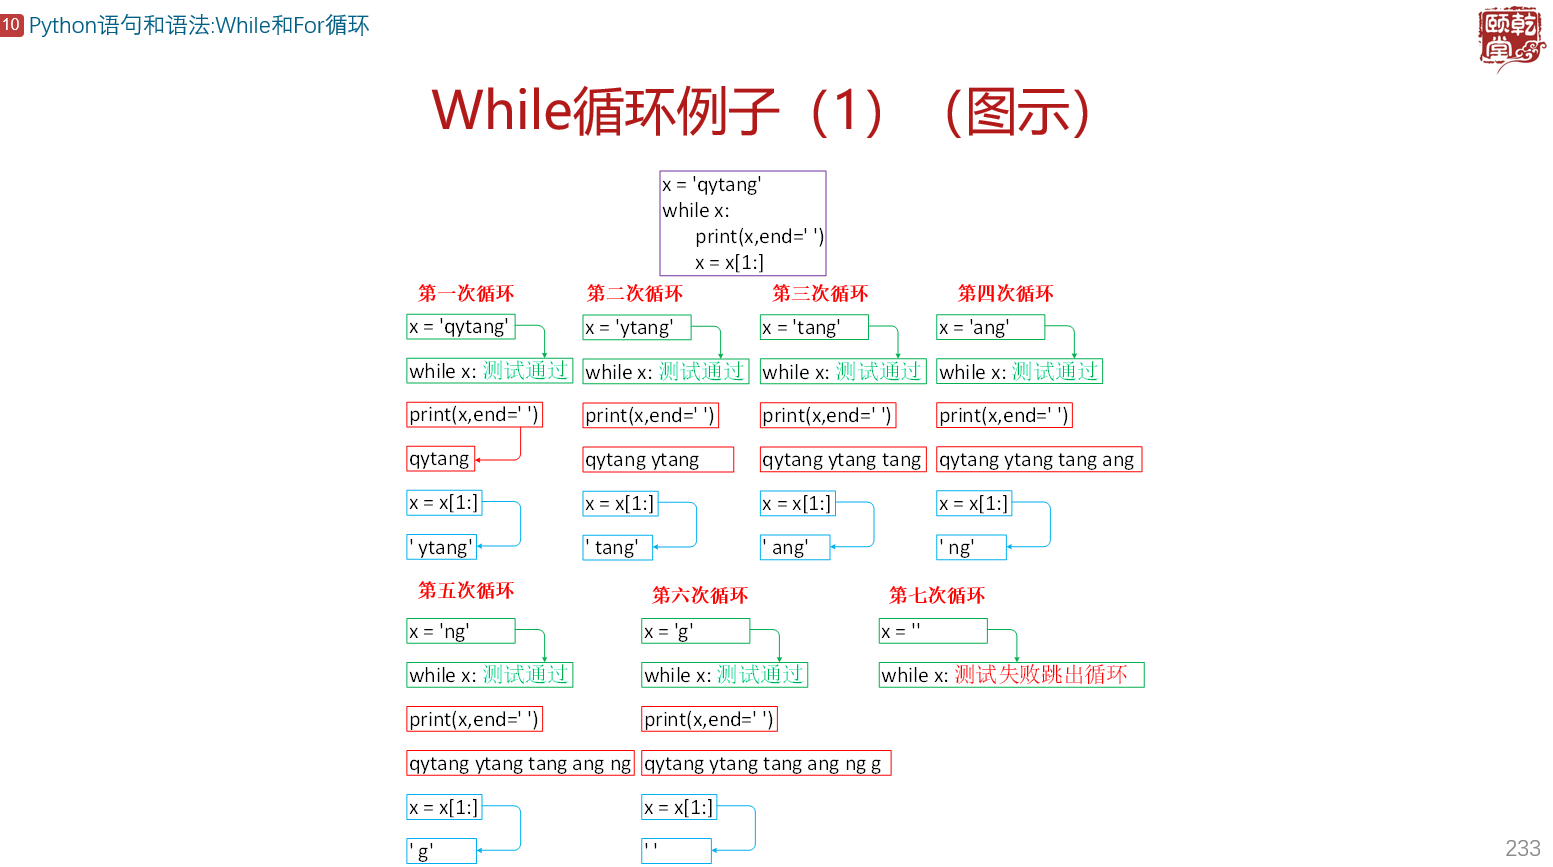 10 Python语句和语法:While和For循环
乾颐堂
While循环例子（1）（图示）
x = 'qytang'
while x:
print(x,end=' ')
x = x[1:]
第一次循环
x = 'qytang'
while x: 测试通过
print(x,end=' ')
qytang
x = x[1:]
' ytang'
第二次循环
x = 'ytang'
while x: 测试通过
print(x,end=' ')
qytang ytang
x = x[1:]
' tang'
第三次循环
x = 'tang'
while x: 测试通过
print(x,end=' ')
qytang ytang tang
x = x[1:]
' ang'
第四次循环
x = 'ang'
while x: 测试通过
print(x,end=' ')
qytang ytang tang ang
x = x[1:]
' ng'
第五次循环
x = 'ng'
while x: 测试通过
print(x,end=' ')
qytang ytang tang ang ng
x = x[1:]
' g'
第六次循环
x = 'g'
while x: 测试通过
print(x,end=' ')
qytang ytang tang ang ng g
x = x[1:]
' '
第七次循环
x = ''
while x: 测试失败跳出循环
233